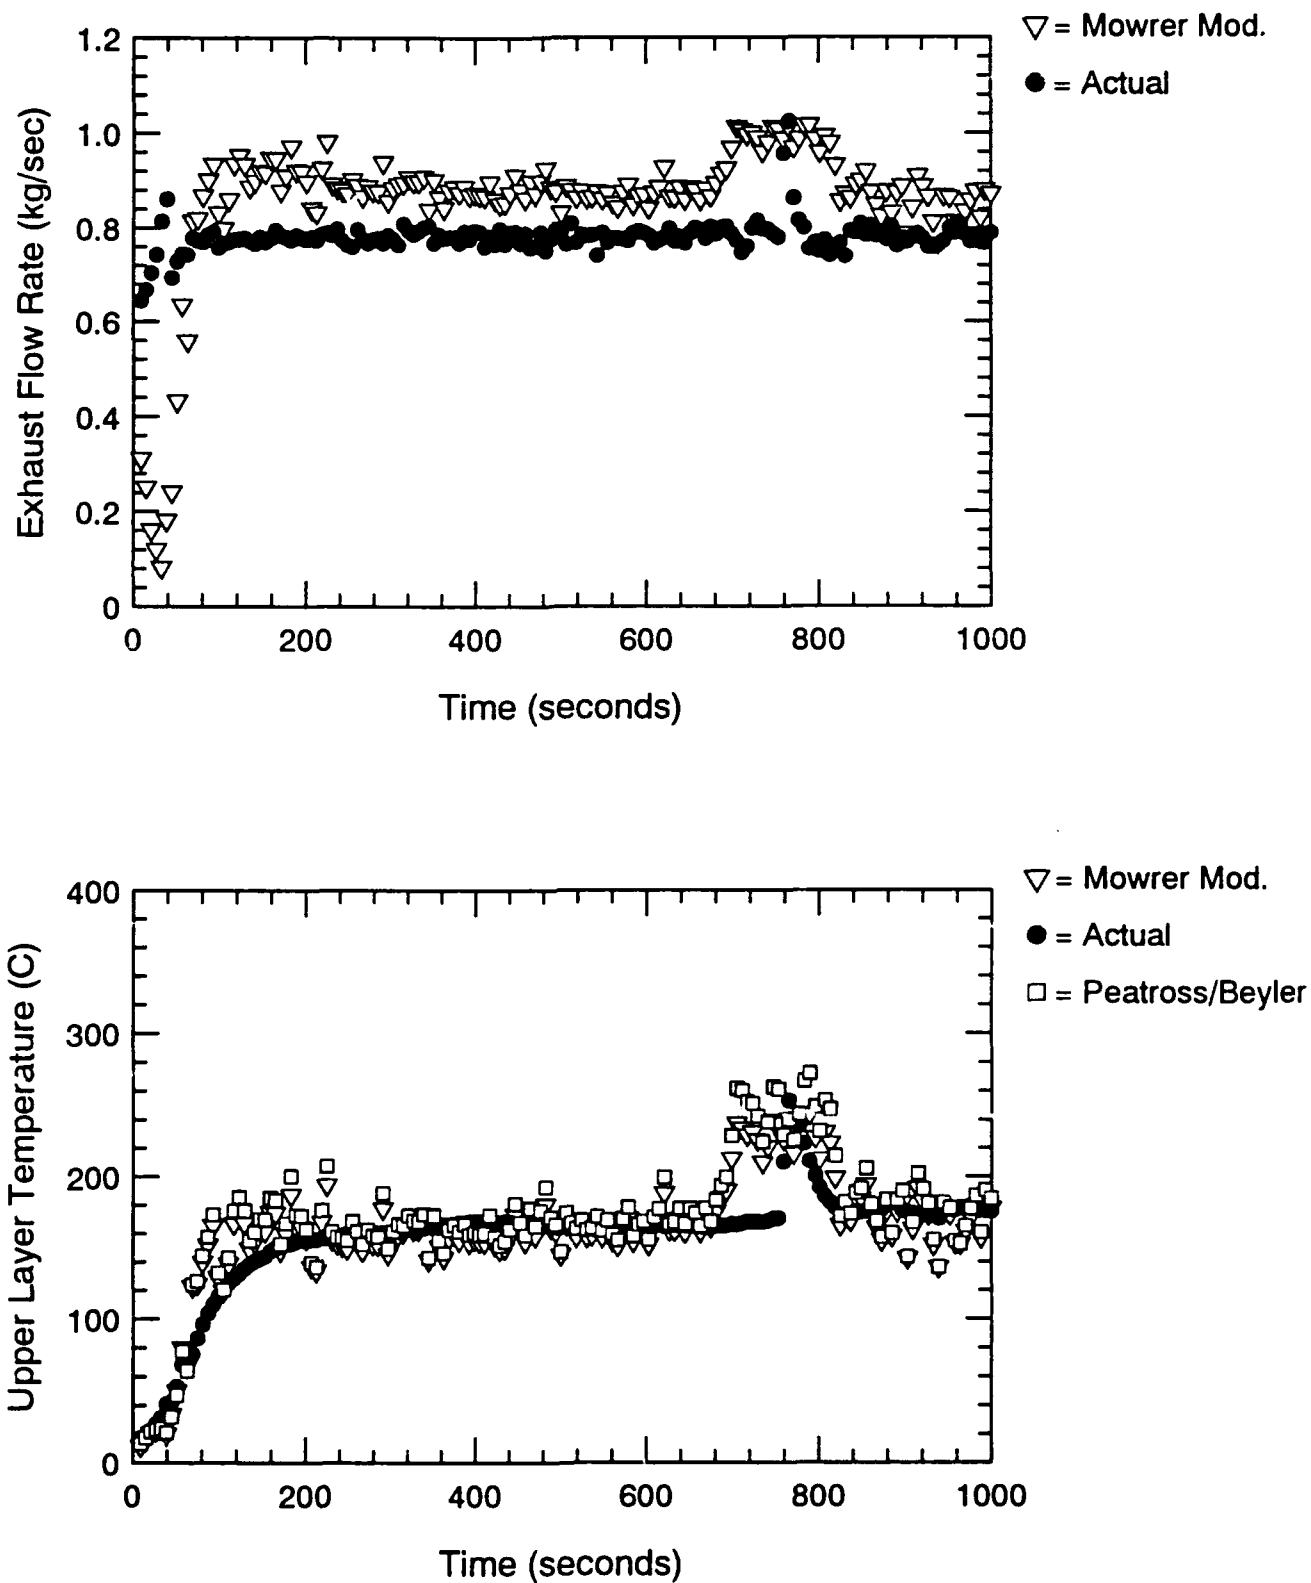 ▽ = Mowrer Mod.
● = Actual
Exhaust Flow Rate (kg/sec)
1.2
1.0
0.8
0.6
0.4
0.2
0
0 200 400 600 800 1000
Time (seconds)
▽ = Mowrer Mod.
● = Actual
□ = Peatross/Beyler
Upper Layer Temperature (C)
400
300
200
100
0
0 200 400 600 800 1000
Time (seconds)